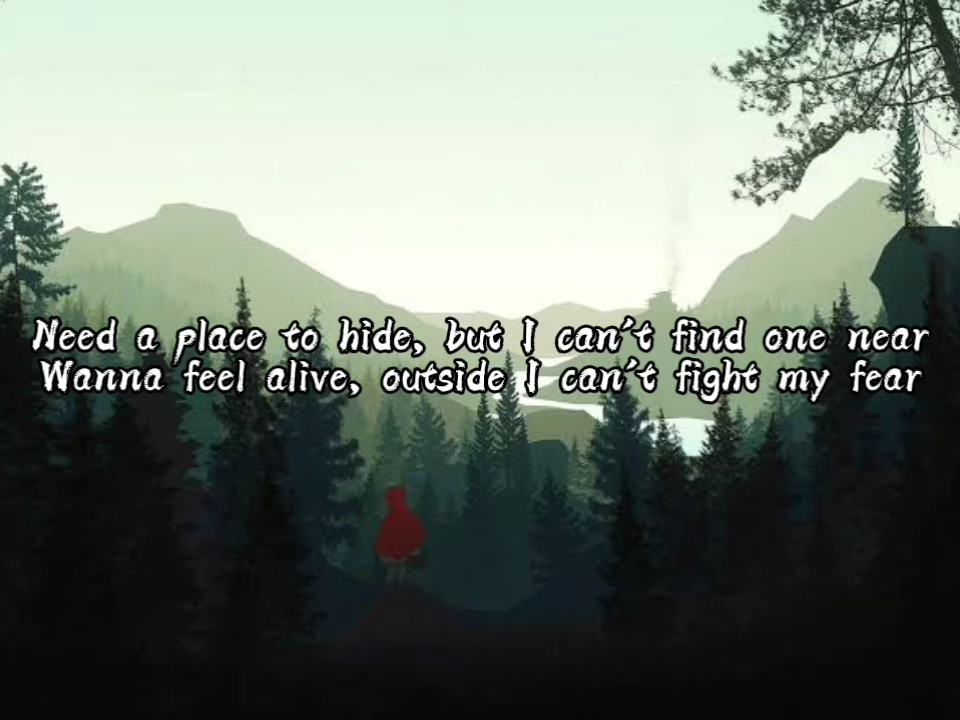 Need a place to hide, but I can't find one near
Wanna feel alive, outside I can't fight my fear